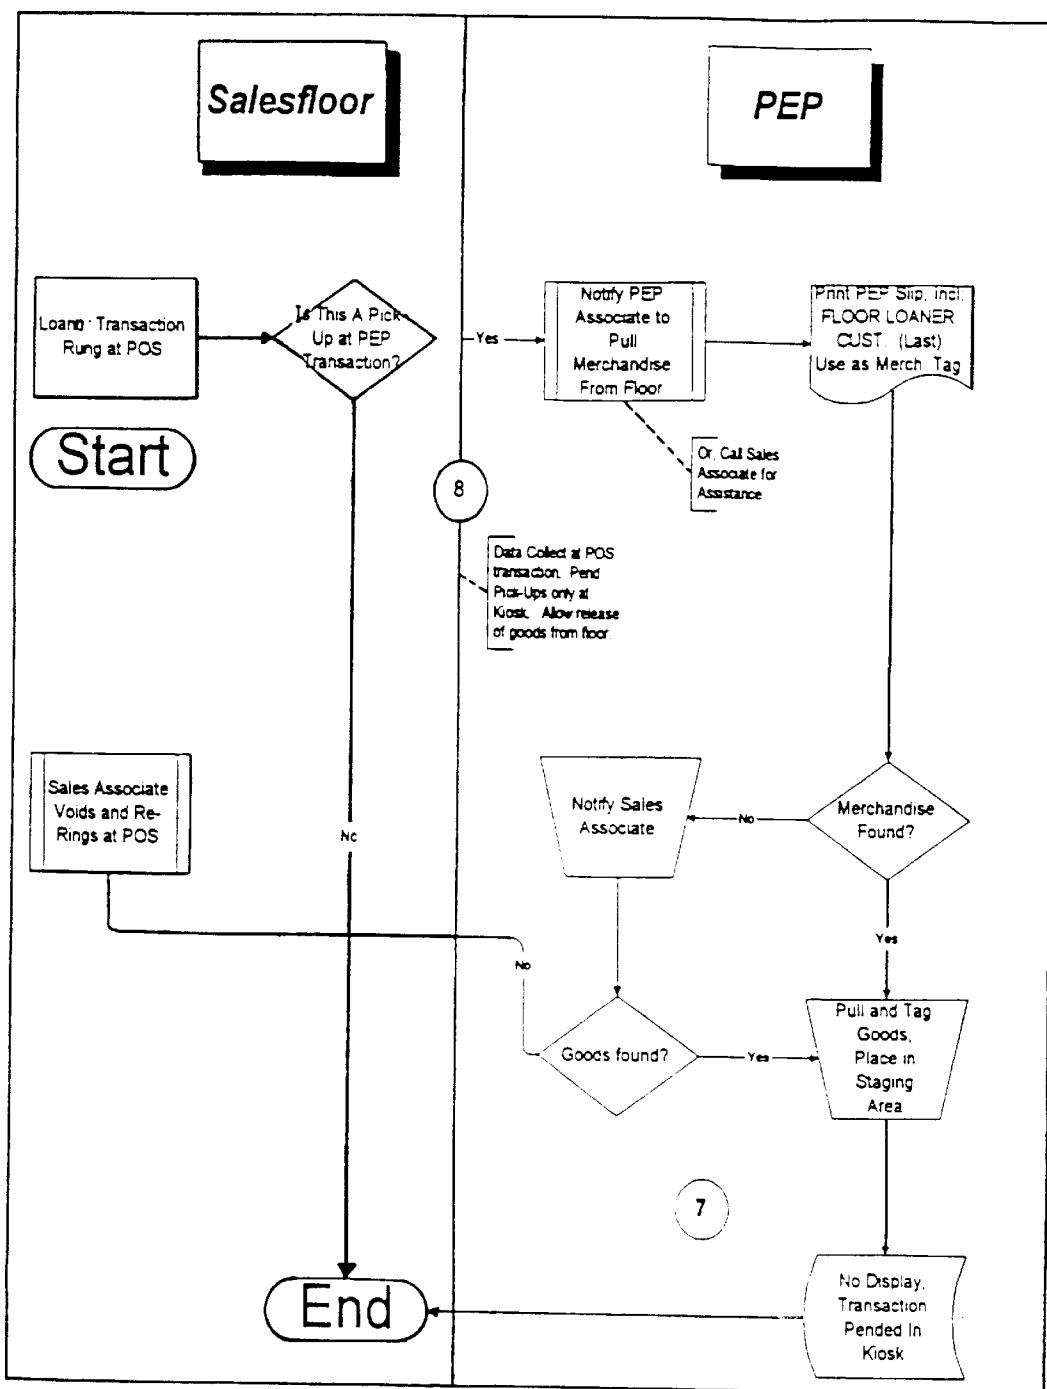 Salesfloor
PEP
Transaction
Rung at POS
Is This A Pick-
Up at PEP
Transaction?
Yes
Notify PEP
Associate to
Pull
Merchandise
From Floor
Print PEP Slip, Incl.
FLOOR LOANER
CUST. (Last)
Use as Merch. Tag
Start
8
Or, Call Sales
Associate for
Assistance
Data Collect at POS
transaction. Pend
Pick-Ups only at
Kiosk. Allow release
of goods from floor.
Sales Associate
Voids and Re-
Rings at POS
No
Notify Sales
Associate
No
Merchandise
Found?
Yes
No
Goods found?
Yes
Pull and Tag
Goods,
Place in
Staging
Area
7
End
No Display,
Transaction
Pended In
Kiosk